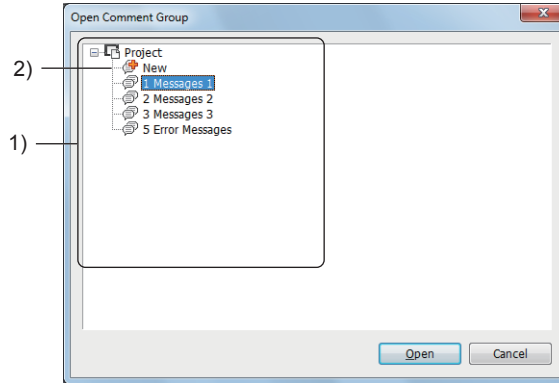 Open Comment Group
Project
2) New
1 Messages 1
2 Messages 2
3 Messages 3
1) 5 Error Messages
Open Cancel